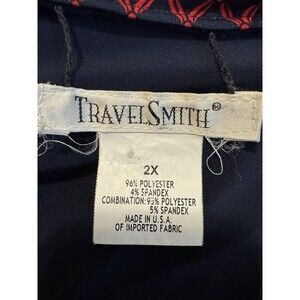 TRAVELSMITH®
2X
96% POLYESTER
4% SPANDEX
COMBINATION: 95% POLYESTER
5% SPANDEX
MADE IN U.S.A.
OF IMPORTED FABRIC